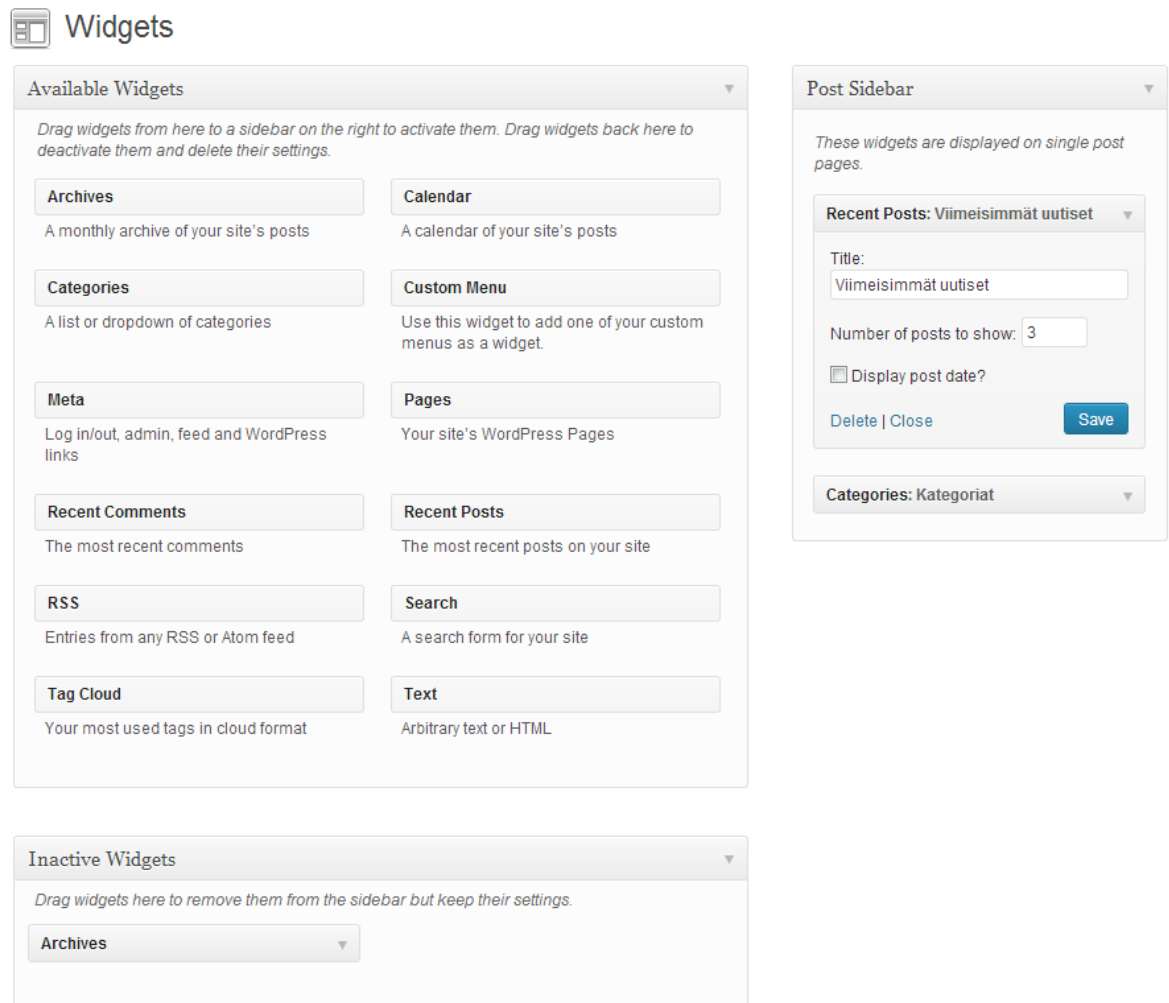 Widgets
Available Widgets
Drag widgets from here to a sidebar on the right to activate them. Drag widgets back here to
deactivate them and delete their settings.
Archives
A monthly archive of your site's posts
Calendar
A calendar of your site's posts
Categories
A list or dropdown of categories
Custom Menu
Use this widget to add one of your custom
menus as a widget.
Meta
Log in/out, admin, feed and WordPress
links
Pages
Your site's WordPress Pages
Recent Comments
The most recent comments
Recent Posts
The most recent posts on your site
RSS
Entries from any RSS or Atom feed
Search
A search form for your site
Tag Cloud
Your most used tags in cloud format
Text
Arbitrary text or HTML
Inactive Widgets
Drag widgets here to remove them from the sidebar but keep their settings.
Archives
Post Sidebar
These widgets are displayed on single post
pages.
Recent Posts: Viimeisimmät uutiset
Title:
Viimeisimmät uutiset
Number of posts to show: 3
Display post date?
Delete | Close
Save
Categories: Kategoriat